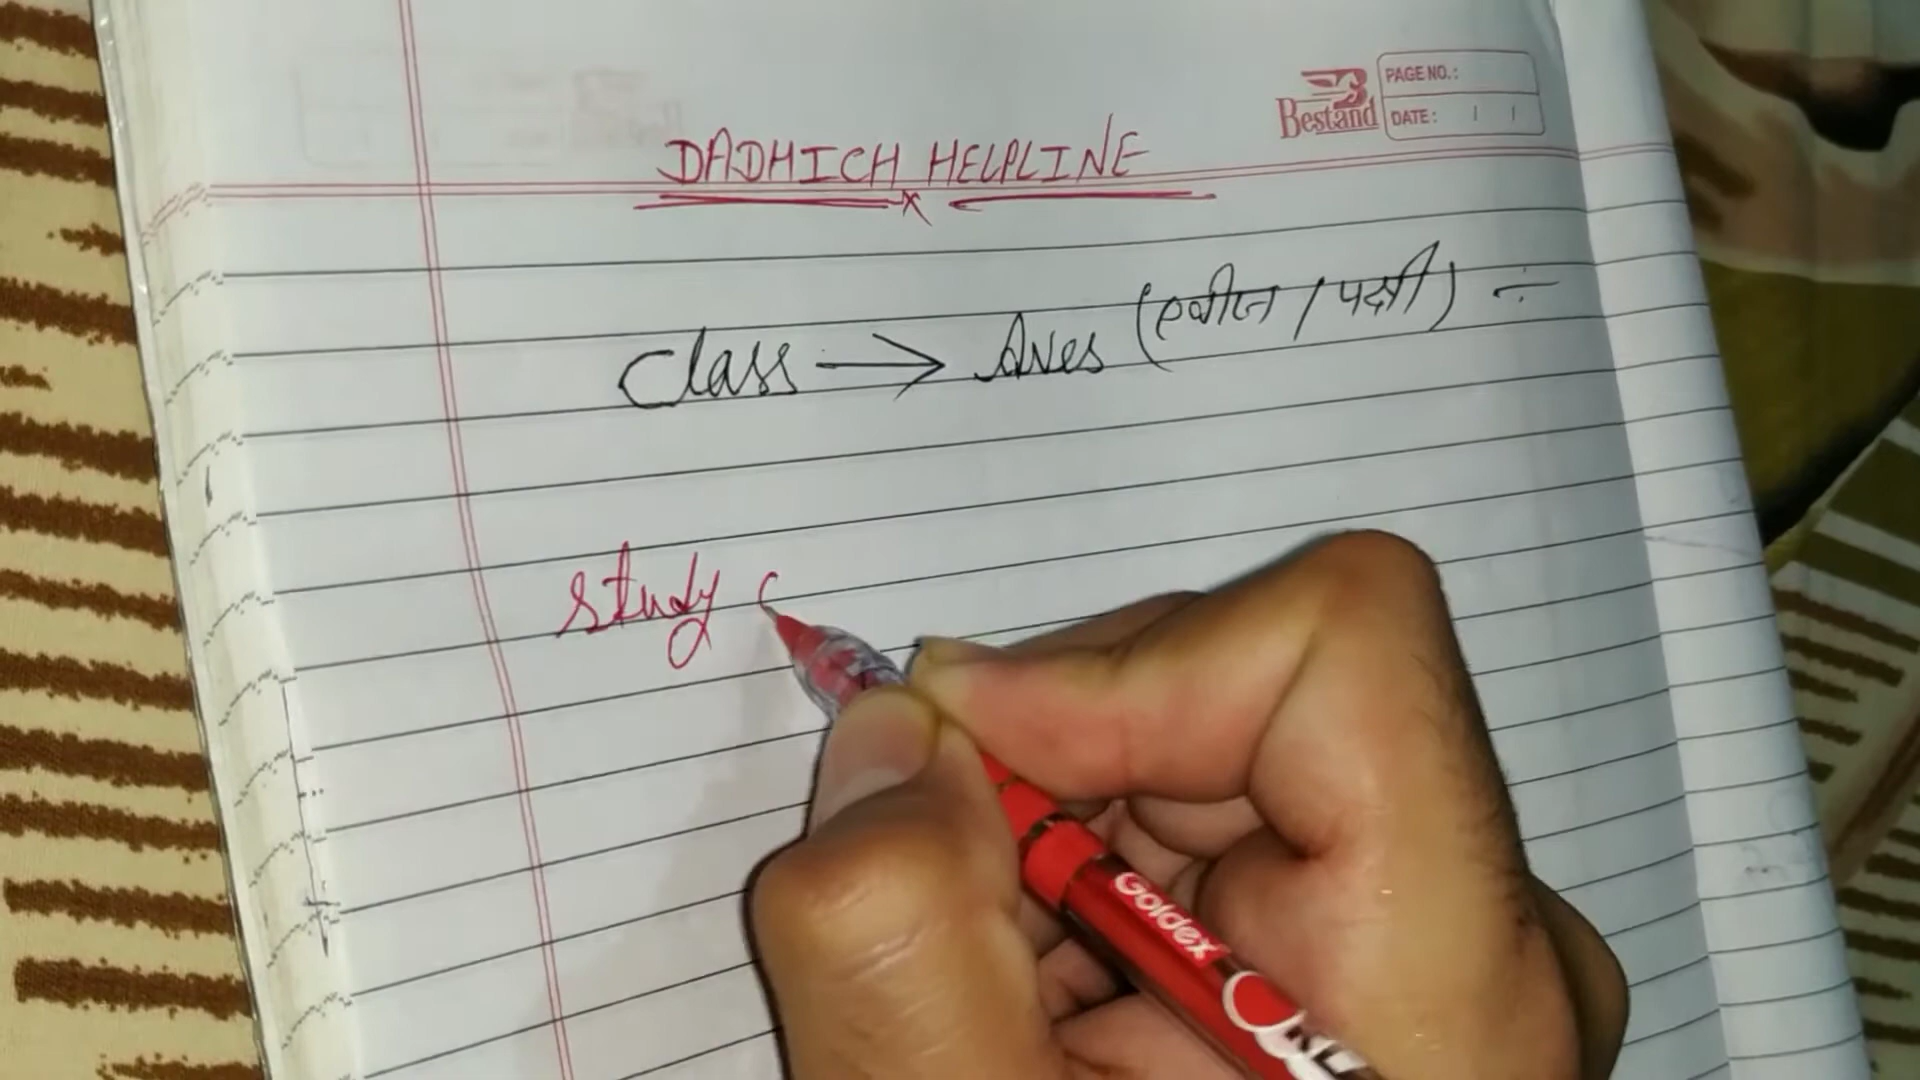 Bestand
PAGE NO.:
DATE: / /
DADHICH HELPLINE
Class → Aves (एवीज / पक्षी) ÷
study
Goldex